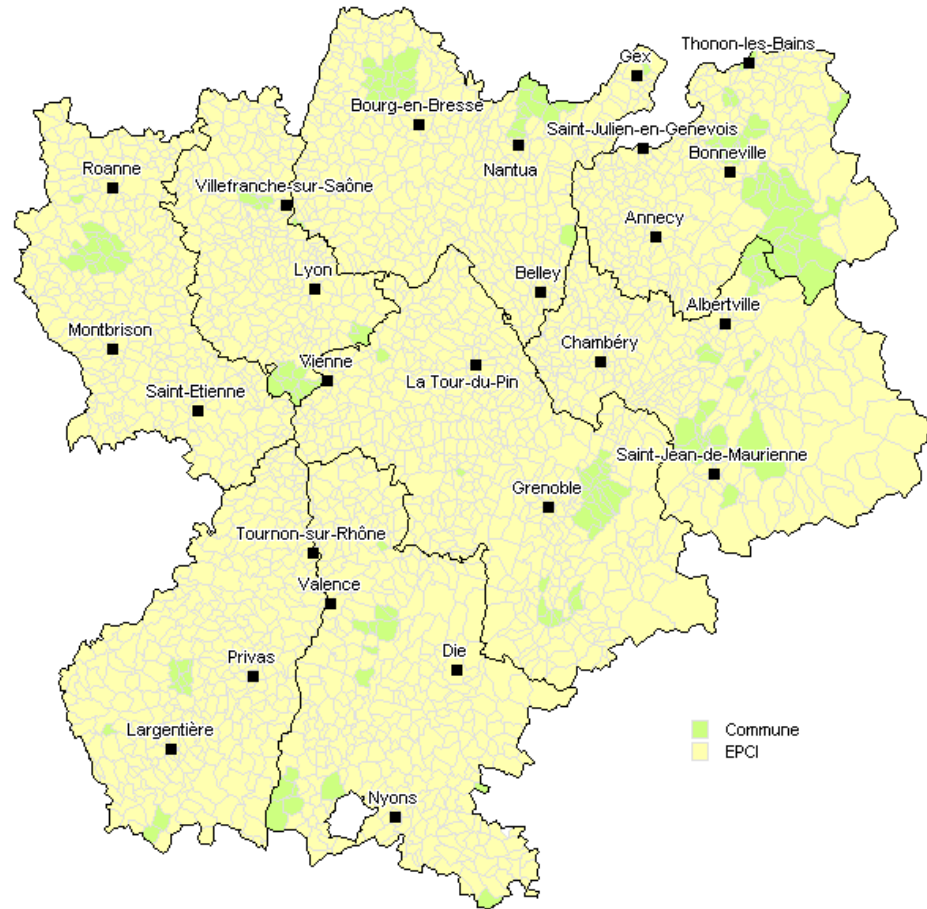 Thonon-les-Bains
Gex
Bourg-en-Bresse
Saint-Julien-en-Genevois
Roanne
Nantua
Bonneville
Villefranche-sur-Saône
Annecy
Lyon
Belley
Albertville
Montbrison
Vienne
Chambéry
La Tour-du-Pin
Saint-Etienne
Saint-Jean-de-Maurienne
Grenoble
Tournon-sur-Rhône
Valence
Privas
Die
Largentière
Commune
EPCI
Nyons